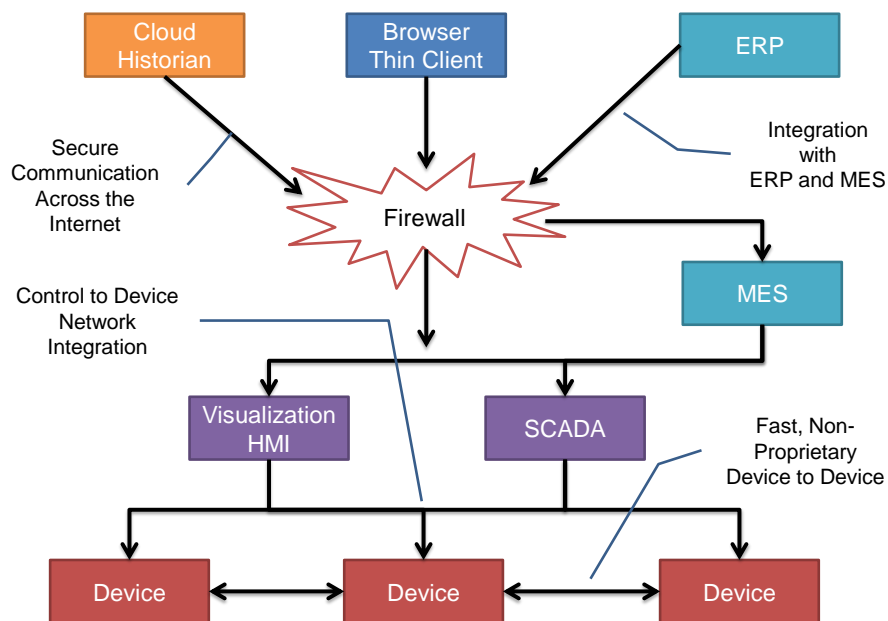 Cloud
Historian
Browser
Thin Client
ERP
Secure
Communication
Across the
Internet
Integration
with
ERP and MES
Firewall
Control to Device
Network
Integration
MES
Visualization
HMI
SCADA
Fast, Non-
Proprietary
Device to Device
Device
Device
Device